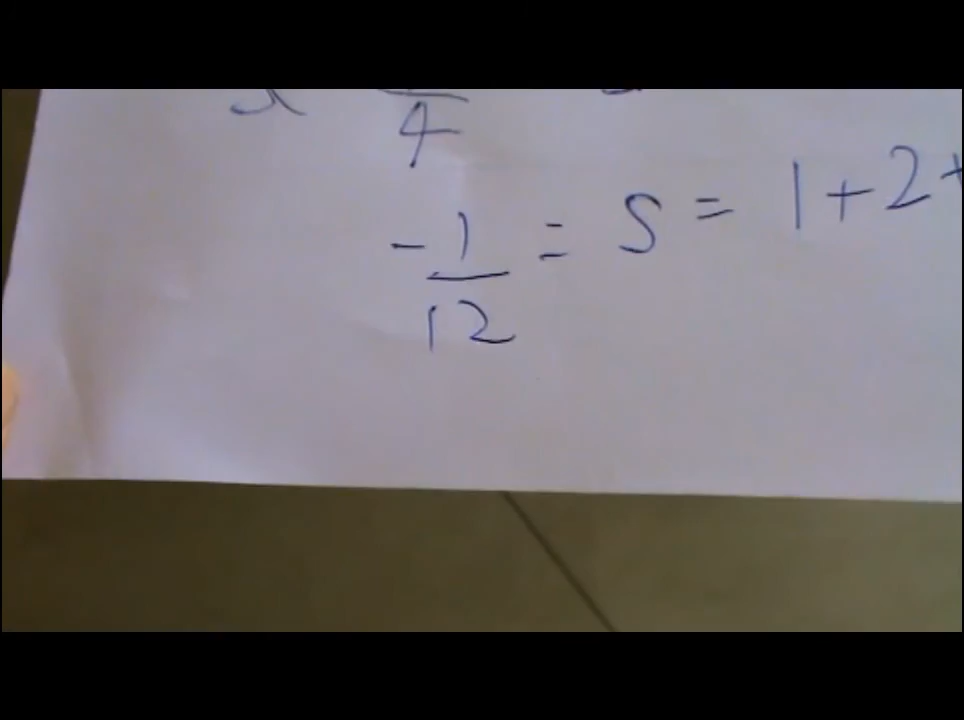 4
-1/12 = S = 1+2+